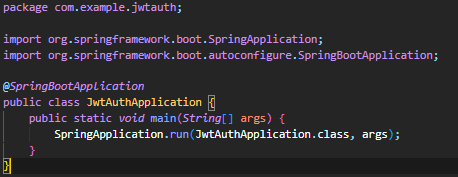 package com.example.jwtauth;
import org.springframework.boot.SpringApplication;
import org.springframework.boot.autoconfigure.SpringBootApplication;
@SpringBootApplication
public class JwtAuthApplication {
public static void main(String[] args) {
SpringApplication.run(JwtAuthApplication.class, args);
}
}